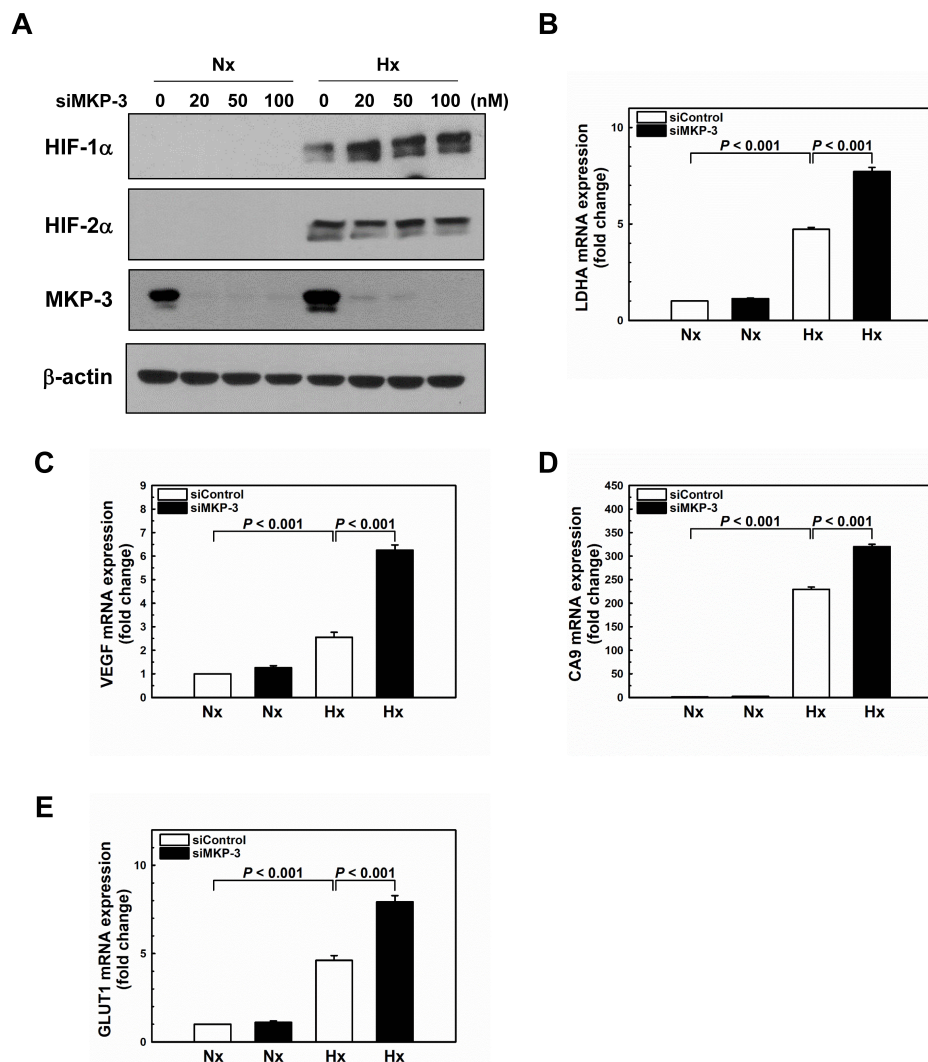 A
Nx Hx
siMKP-3 0 20 50 100 0 20 50 100 (nM)
HIF-1α
HIF-2α
MKP-3
β-actin
B
LDHA mRNA expression
(fold change)
10
5
0
siControl
siMKP-3
P < 0.001 P < 0.001
Nx Nx Hx Hx
C
VEGF mRNA expression
(fold change)
9
8
7
6
5
4
3
2
1
0
siControl
siMKP-3
P < 0.001 P < 0.001
Nx Nx Hx Hx
D
CA9 mRNA expression
(fold change)
450
400
350
300
250
200
150
100
50
0
siControl
siMKP-3
P < 0.001 P < 0.001
Nx Nx Hx Hx
E
GLUT1 mRNA expression
(fold change)
10
5
0
siControl
siMKP-3
P < 0.001 P < 0.001
Nx Nx Hx Hx